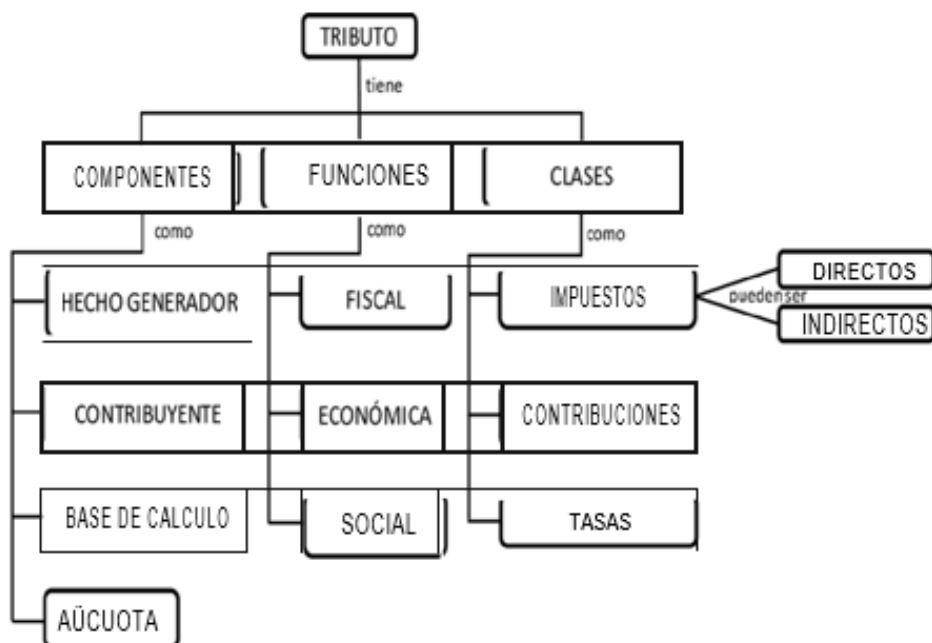 TRIBUTO
tiene
COMPONENTES FUNCIONES CLASES
como como como
HECHO GENERADOR FISCAL IMPUESTOS
puedenser
DIRECTOS
INDIRECTOS
CONTRIBUYENTE ECONÓMICA CONTRIBUCIONES
BASE DE CALCULO SOCIAL TASAS
AÜCUOTA